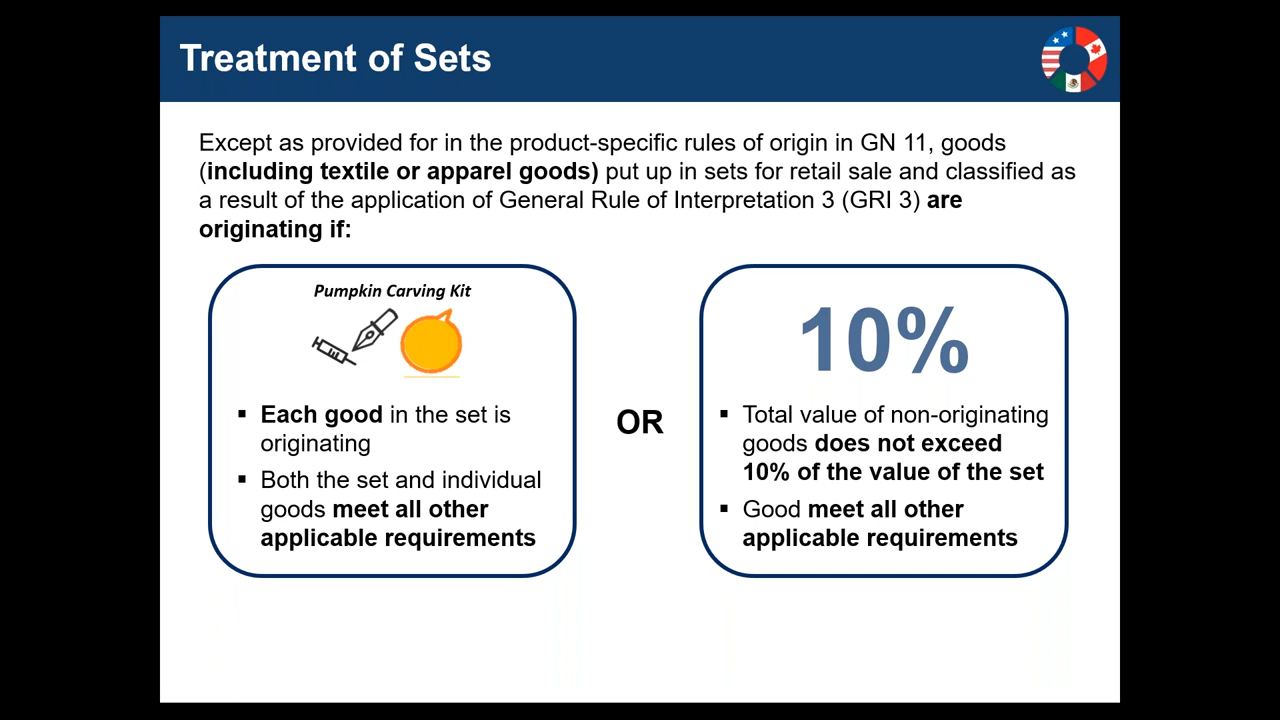 Treatment of Sets
Except as provided for in the product-specific rules of origin in GN 11, goods
(including textile or apparel goods) put up in sets for retail sale and classified as
a result of the application of General Rule of Interpretation 3 (GRI 3) are
originating if:
Pumpkin Carving Kit
▪ Each good in the set is
originating
▪ Both the set and individual
goods meet all other
applicable requirements
OR
10%
▪ Total value of non-originating
goods does not exceed
10% of the value of the set
▪ Good meet all other
applicable requirements